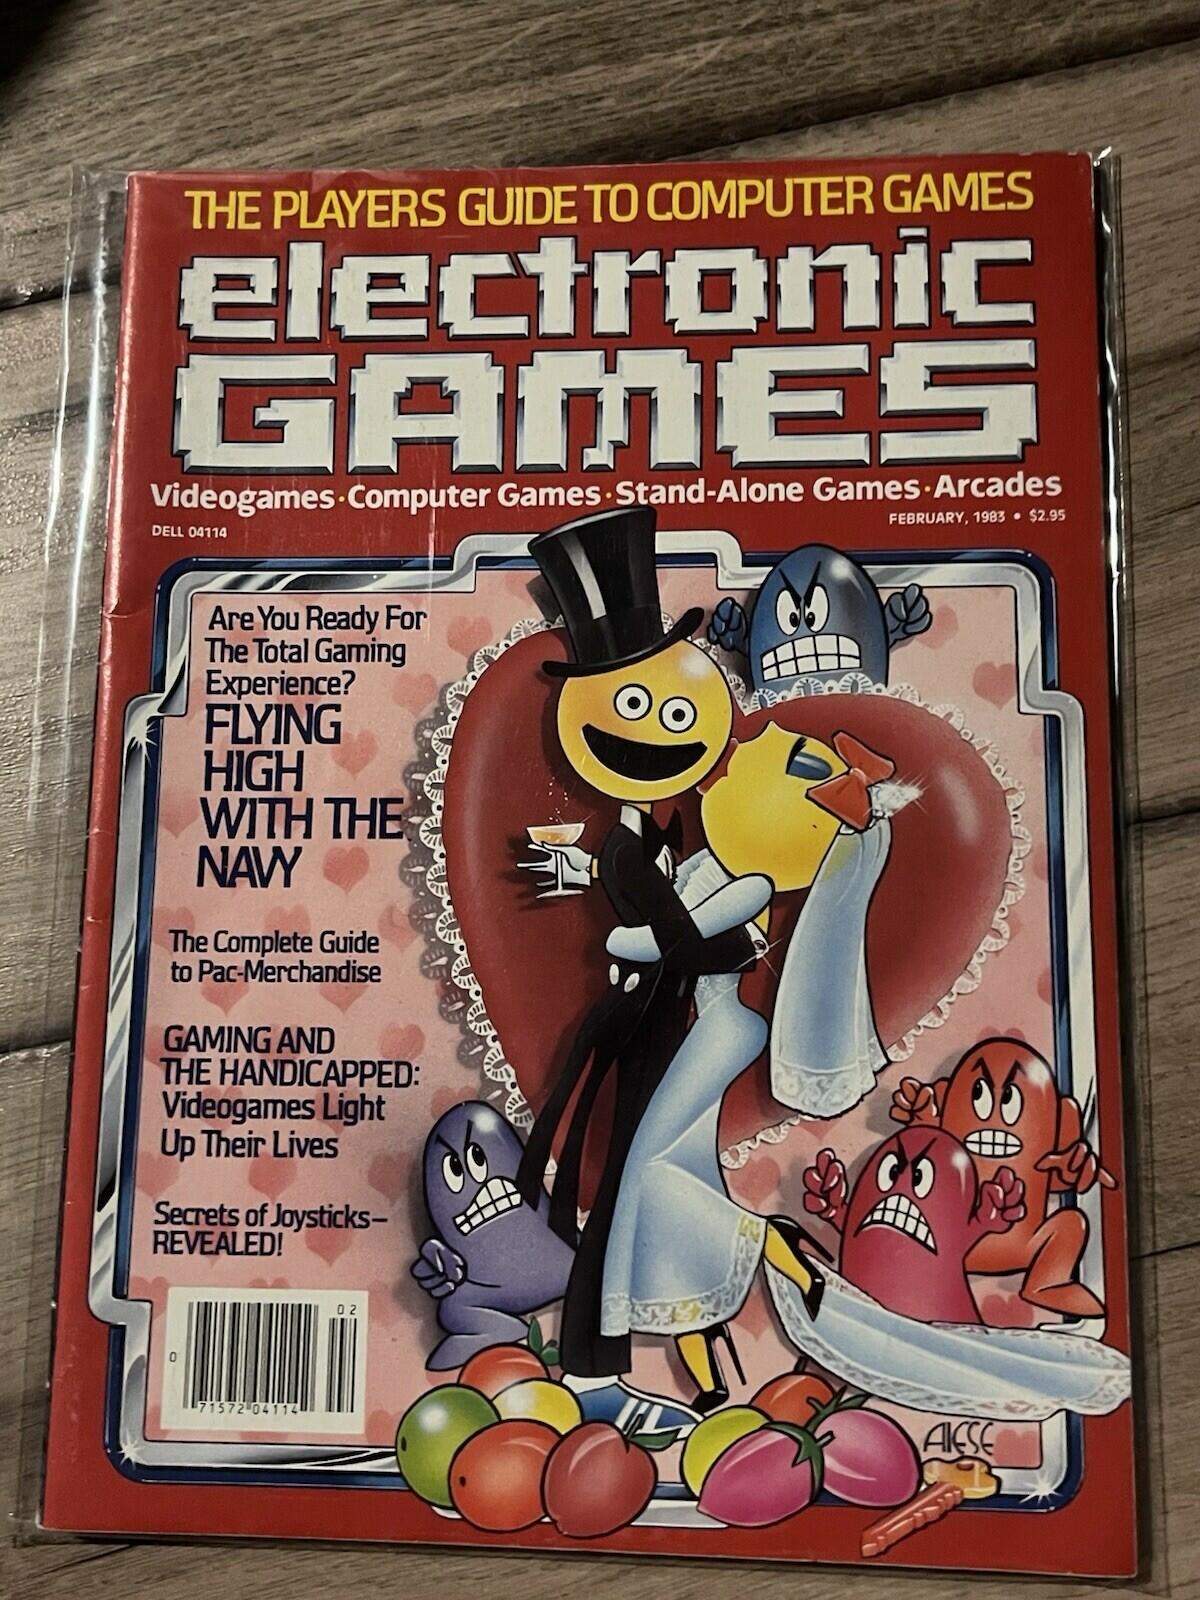 THE PLAYERS GUIDE TO COMPUTER GAMES
electronic
GAMES
Videogames · Computer Games · Stand-Alone Games · Arcades
DELL 04114
FEBRUARY, 1983 • $2.95
Are You Ready For
The Total Gaming
Experience?
FLYING
HIGH
WITH THE
NAVY
The Complete Guide
to Pac-Merchandise
GAMING AND
THE HANDICAPPED:
Videogames Light
Up Their Lives
Secrets of Joysticks–
REVEALED!
02
0
71572 04114
AIESE